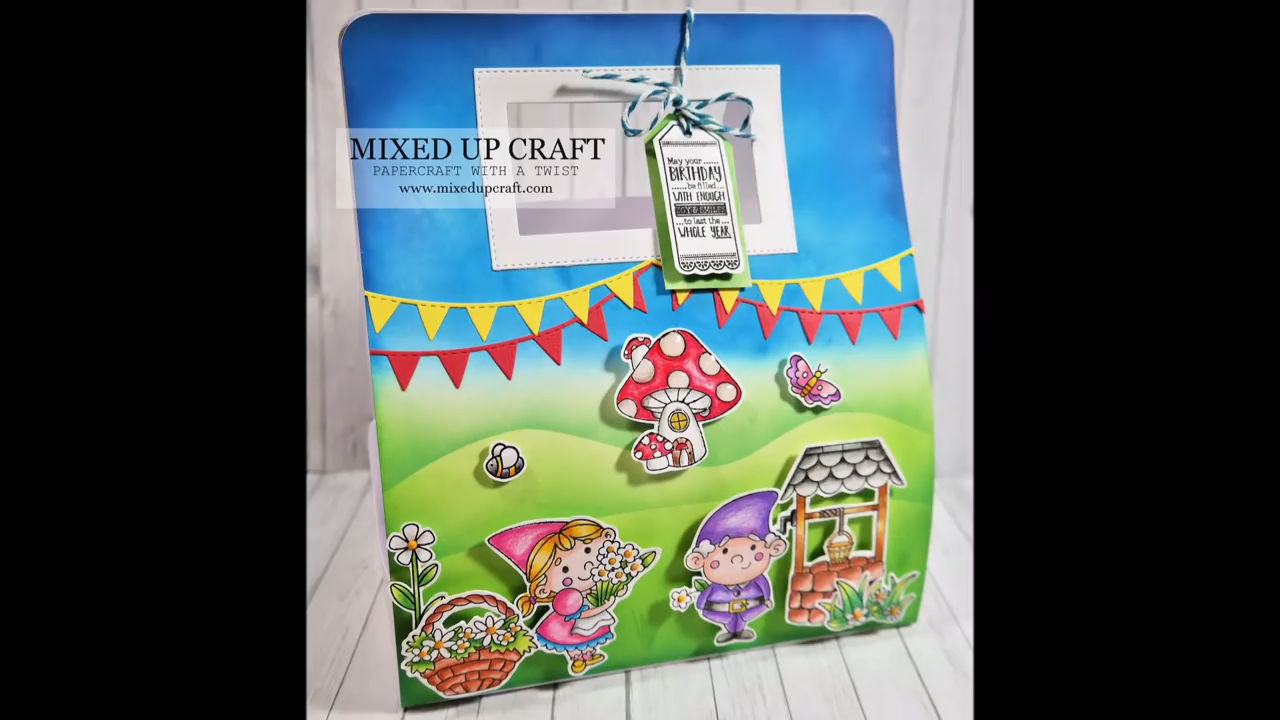 MIXED UP CRAFT
PAPERCRAFT WITH A TWIST
www.mixedupcraft.com
May your......
BIRTHDAY
......be filled...
WITH ENOUGH
...to last the...
WHOLE YEAR